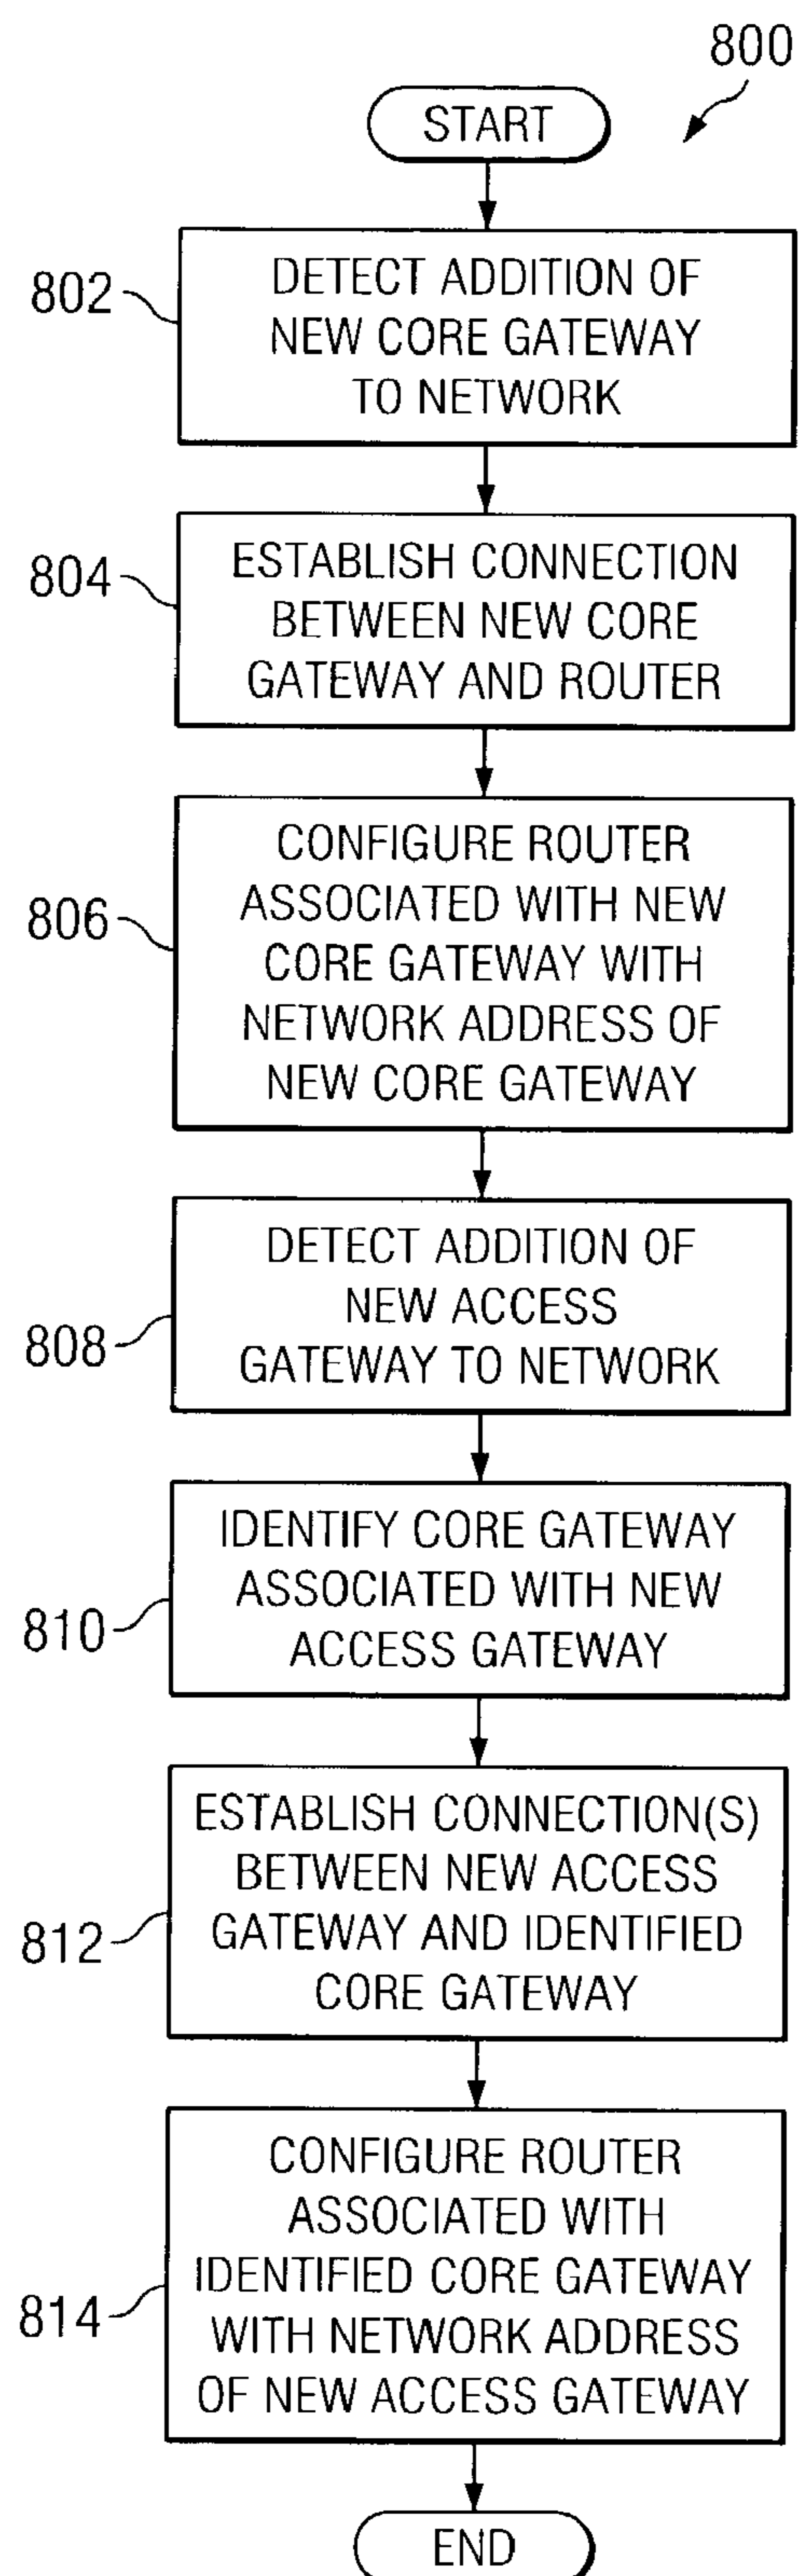 800
START
802
DETECT ADDITION OF
NEW CORE GATEWAY
TO NETWORK
804
ESTABLISH CONNECTION
BETWEEN NEW CORE
GATEWAY AND ROUTER
806
CONFIGURE ROUTER
ASSOCIATED WITH NEW
CORE GATEWAY WITH
NETWORK ADDRESS OF
NEW CORE GATEWAY
808
DETECT ADDITION OF
NEW ACCESS
GATEWAY TO NETWORK
810
IDENTIFY CORE GATEWAY
ASSOCIATED WITH NEW
ACCESS GATEWAY
812
ESTABLISH CONNECTION(S)
BETWEEN NEW ACCESS
GATEWAY AND IDENTIFIED
CORE GATEWAY
814
CONFIGURE ROUTER
ASSOCIATED WITH
IDENTIFIED CORE GATEWAY
WITH NETWORK ADDRESS
OF NEW ACCESS GATEWAY
END